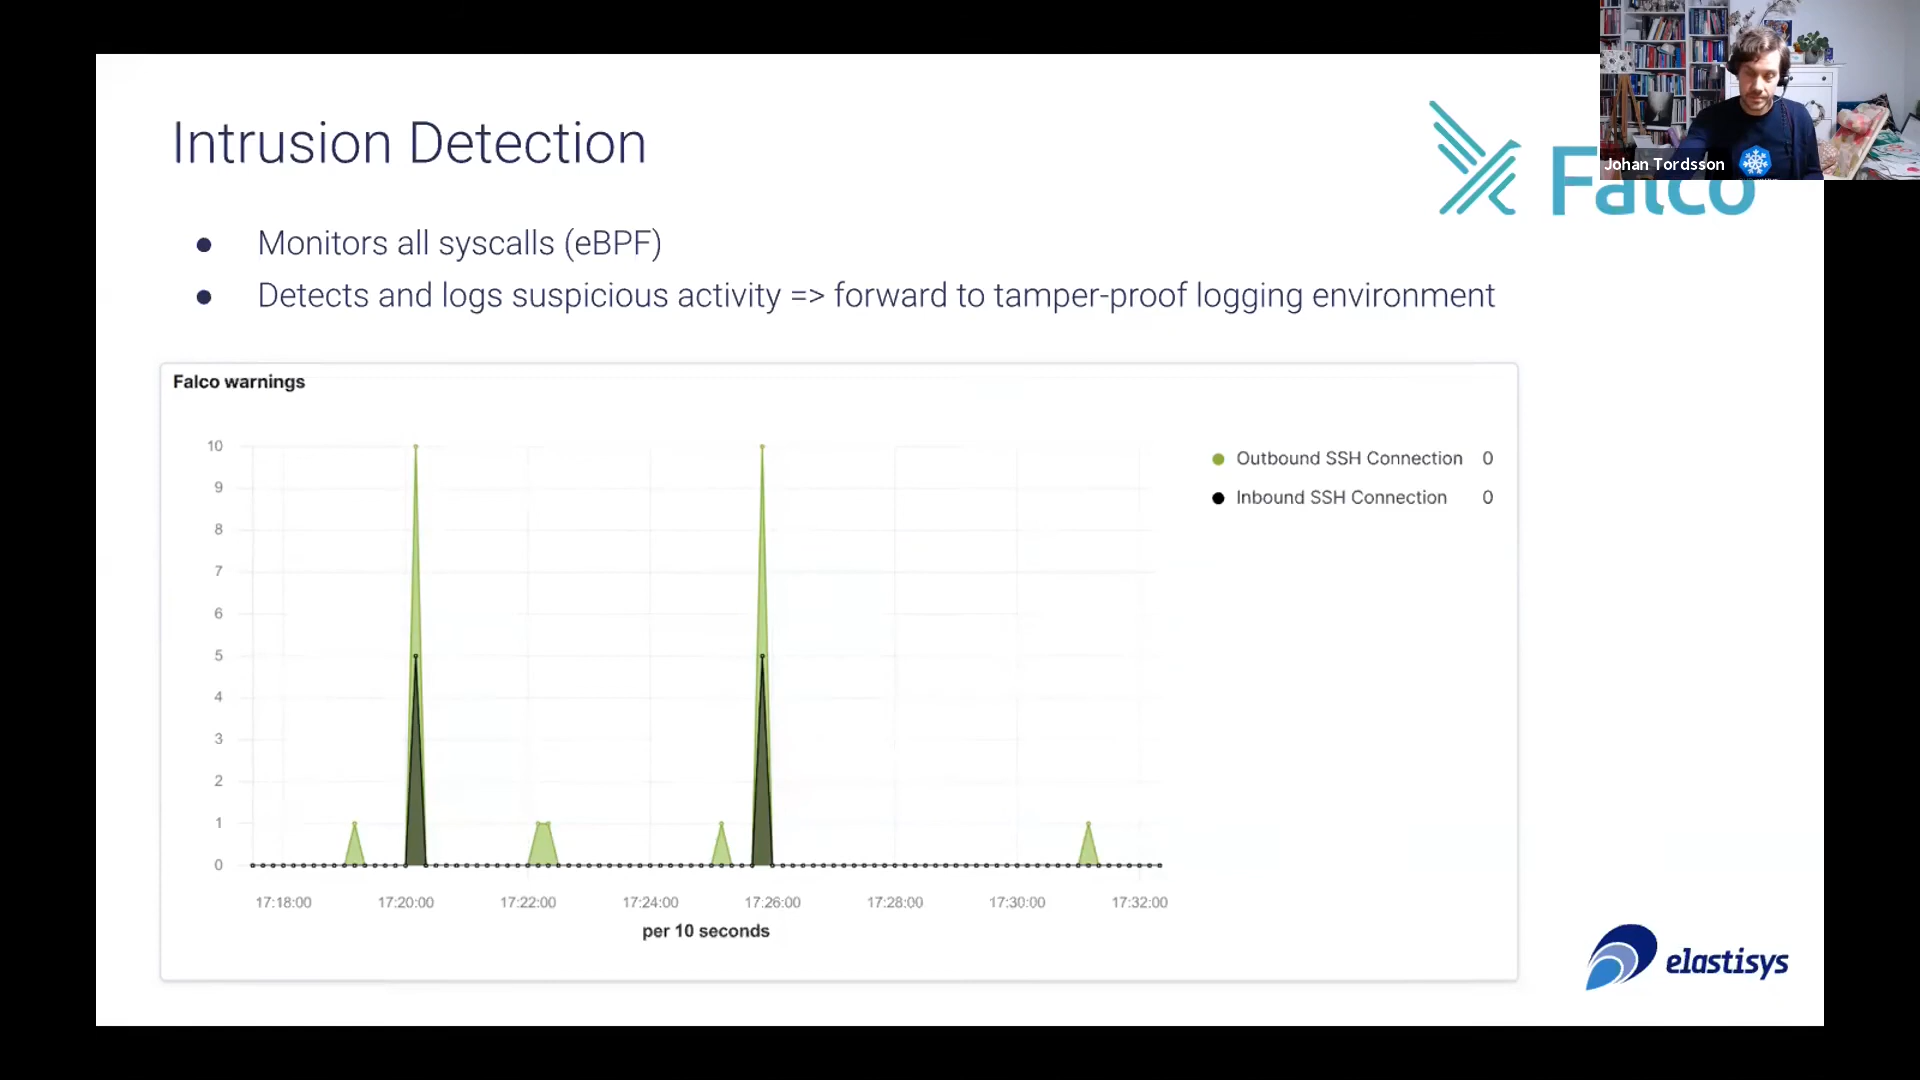 Intrusion Detection
Falco
Johan Tordsson
● Monitors all syscalls (eBPF)
● Detects and logs suspicious activity => forward to tamper-proof logging environment
Falco warnings
10
9
8
7
6
5
4
3
2
1
0
Outbound SSH Connection 0
Inbound SSH Connection 0
17:18:00 17:20:00 17:22:00 17:24:00 17:26:00 17:28:00 17:30:00 17:32:00
per 10 seconds
elastisys